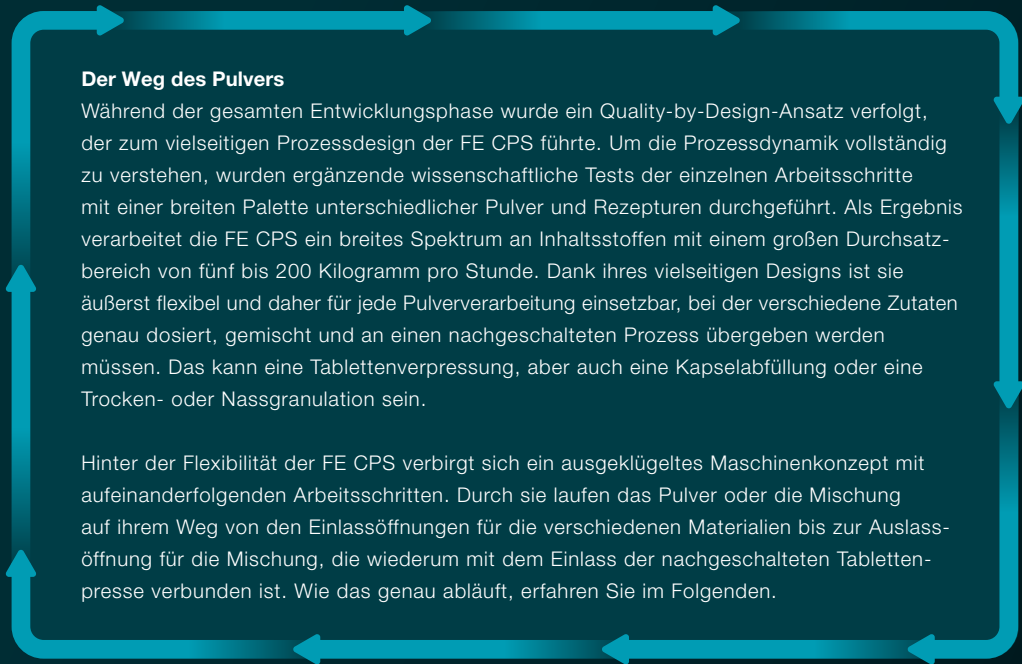 Der Weg des Pulvers
Während der gesamten Entwicklungsphase wurde ein Quality-by-Design-Ansatz verfolgt,
der zum vielseitigen Prozessdesign der FE CPS führte. Um die Prozessdynamik vollständig
zu verstehen, wurden ergänzende wissenschaftliche Tests der einzelnen Arbeitsschritte
mit einer breiten Palette unterschiedlicher Pulver und Rezepturen durchgeführt. Als Ergebnis
verarbeitet die FE CPS ein breites Spektrum an Inhaltsstoffen mit einem großen Durchsatz-
bereich von fünf bis 200 Kilogramm pro Stunde. Dank ihres vielseitigen Designs ist sie
äußerst flexibel und daher für jede Pulververarbeitung einsetzbar, bei der verschiedene Zutaten
genau dosiert, gemischt und an einen nachgeschalteten Prozess übergeben werden
müssen. Das kann eine Tablettenverpressung, aber auch eine Kapselabfüllung oder eine
Trocken- oder Nassgranulation sein.
Hinter der Flexibilität der FE CPS verbirgt sich ein ausgeklügeltes Maschinenkonzept mit
aufeinanderfolgenden Arbeitsschritten. Durch sie laufen das Pulver oder die Mischung
auf ihrem Weg von den Einlassöffnungen für die verschiedenen Materialien bis zur Auslass-
öffnung für die Mischung, die wiederum mit dem Einlass der nachgeschalteten Tabletten-
presse verbunden ist. Wie das genau abläuft, erfahren Sie im Folgenden.